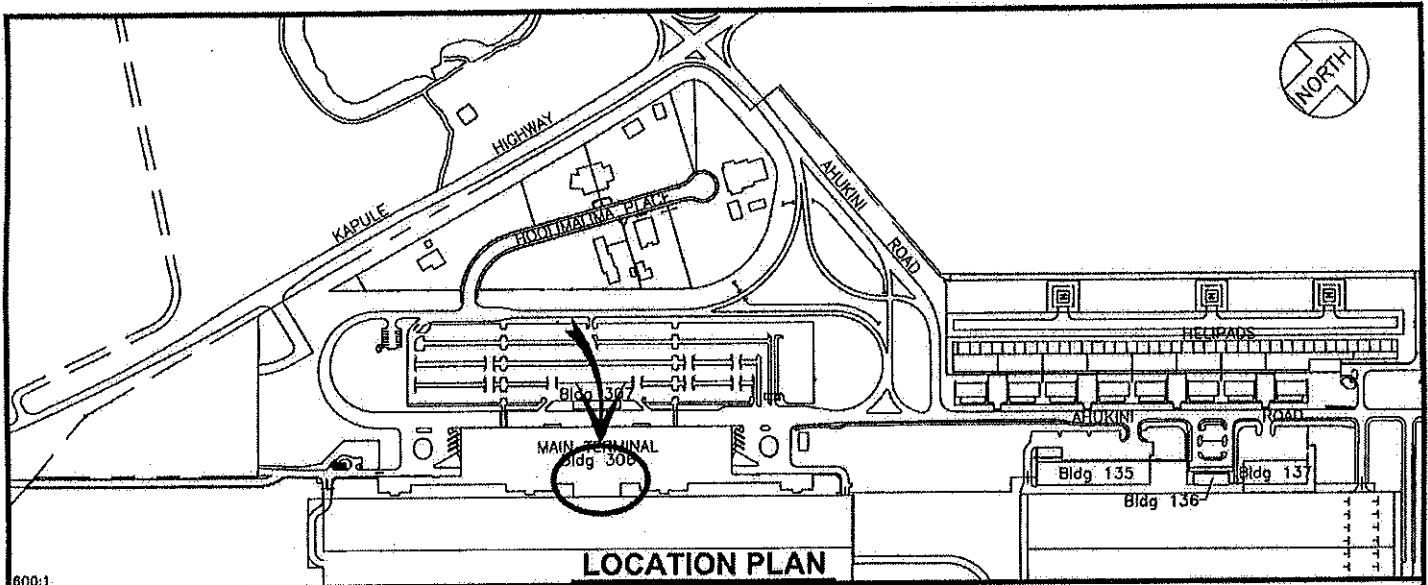 NORTH
HIGHWAY
KAPULE
HOOLIMALIMA PLACE
AHUKINI
ROAD
HELIPADS
Bldg 307
AHUKINI ROAD
MAIN TERMINAL
Bldg 306
Bldg 135
Bldg 137
Bldg 136
LOCATION PLAN
600:1